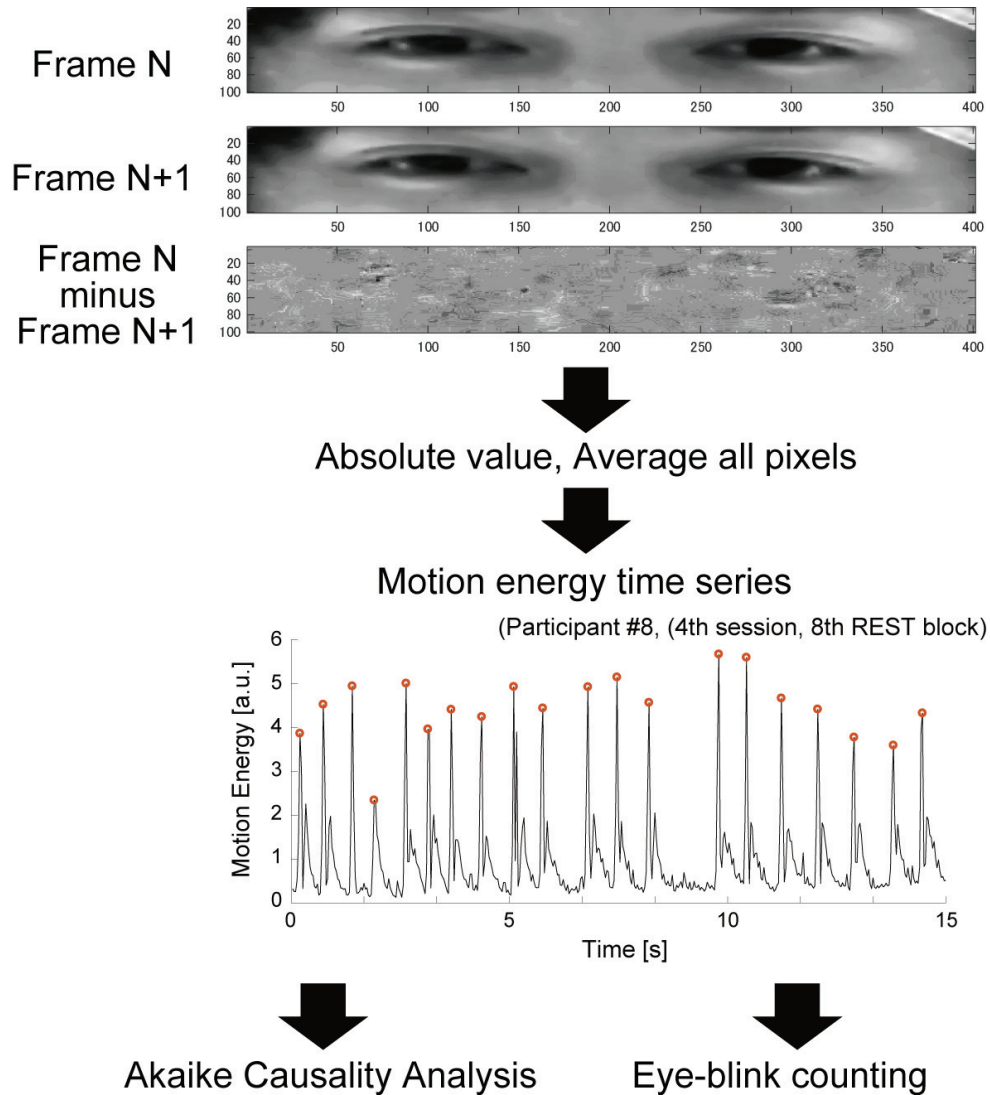 Frame N
20
40
60
80
100
50 100 150 200 250 300 350 400
Frame N+1
20
40
60
80
100
50 100 150 200 250 300 350 400
Frame N
minus
Frame N+1
20
40
60
80
100
50 100 150 200 250 300 350 400
Absolute value, Average all pixels
Motion energy time series
(Participant #8, (4th session, 8th REST block)
Motion Energy [a.u.]
6
5
4
3
2
1
0
0 5 10 15
Time [s]
Akaike Causality Analysis
Eye-blink counting